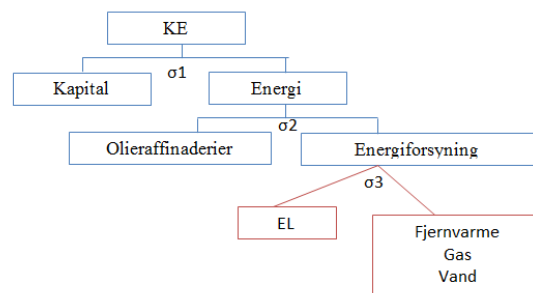 KE
σ1
Kapital
Energi
σ2
Olieraffinaderier
Energiforsyning
σ3
EL
Fjernvarme
Gas
Vand